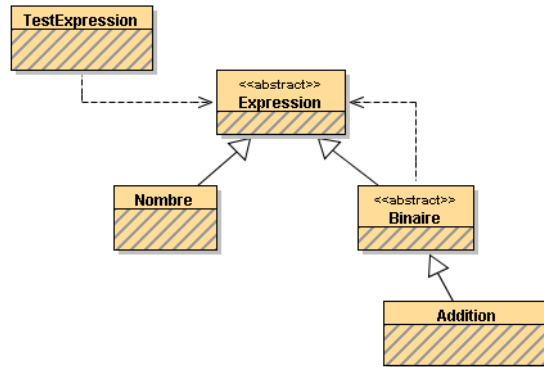 TestExpression
<<abstract>>
Expression
Nombre
<<abstract>>
Binaire
Addition